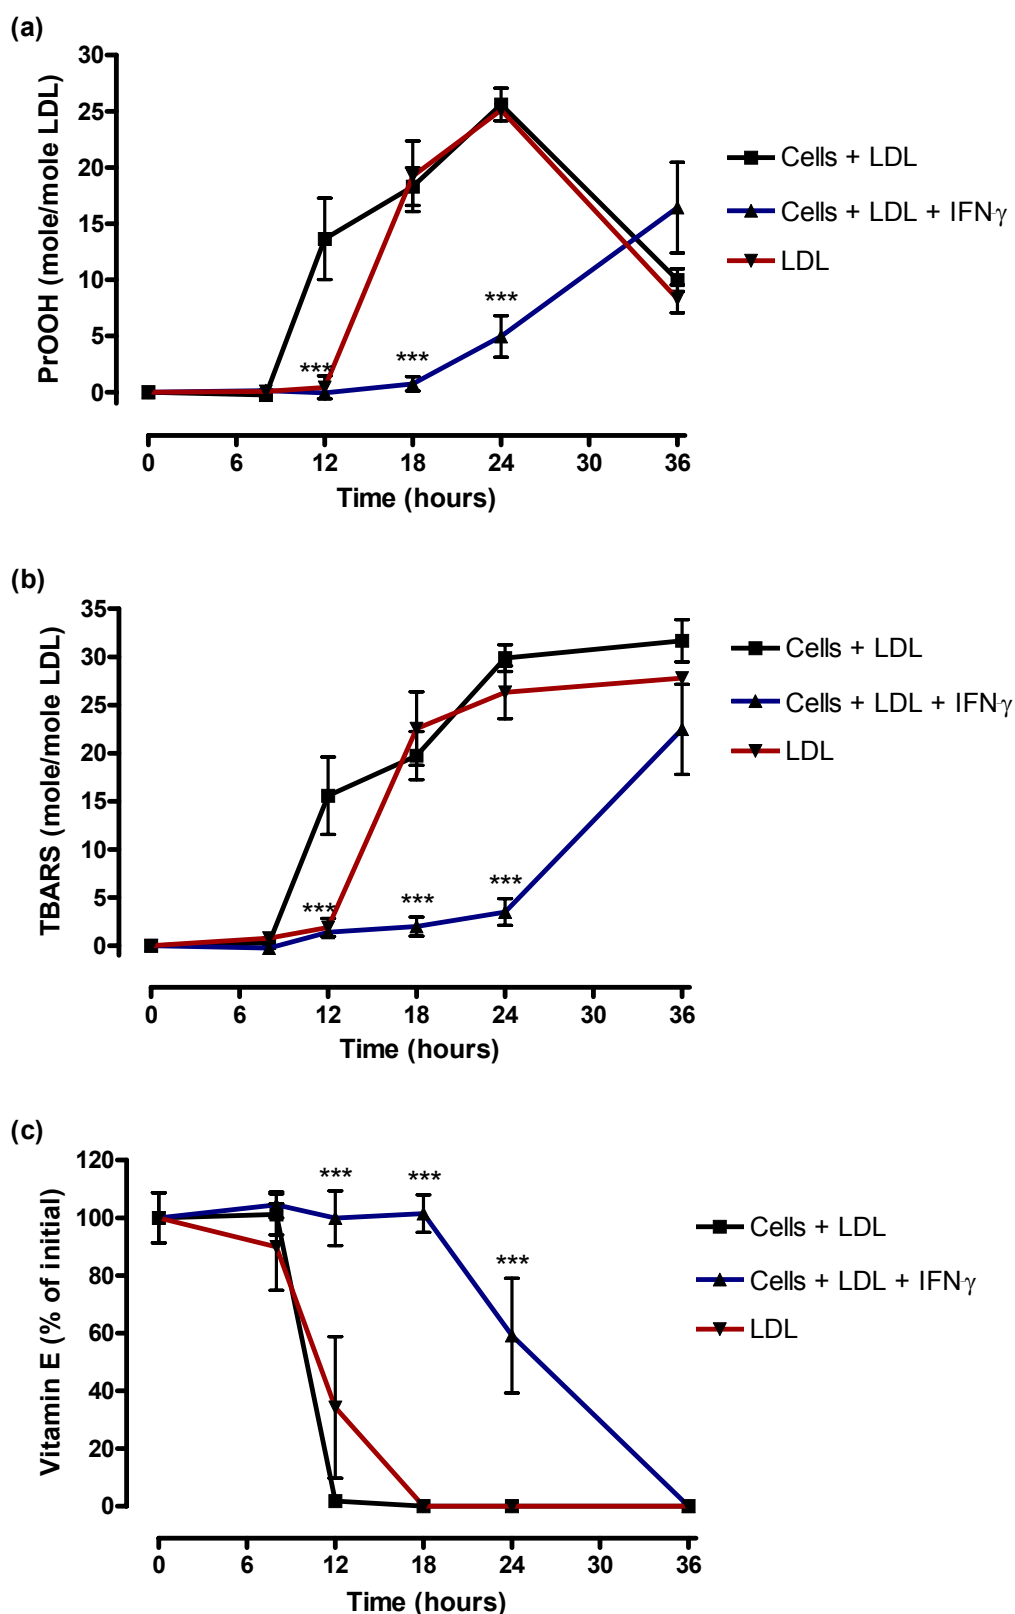 (a)
PrOOH (mole/mole LDL)
30
25
20
15
10
5
0
***
***
***
0 6 12 18 24 30 36
Time (hours)
Cells + LDL
Cells + LDL + IFN-γ
LDL
(b)
TBARS (mole/mole LDL)
35
30
25
20
15
10
5
0
***
***
***
0 6 12 18 24 30 36
Time (hours)
Cells + LDL
Cells + LDL + IFN-γ
LDL
(c)
Vitamin E (% of initial)
120
100
80
60
40
20
0
***
***
***
0 6 12 18 24 30 36
Time (hours)
Cells + LDL
Cells + LDL + IFN-γ
LDL